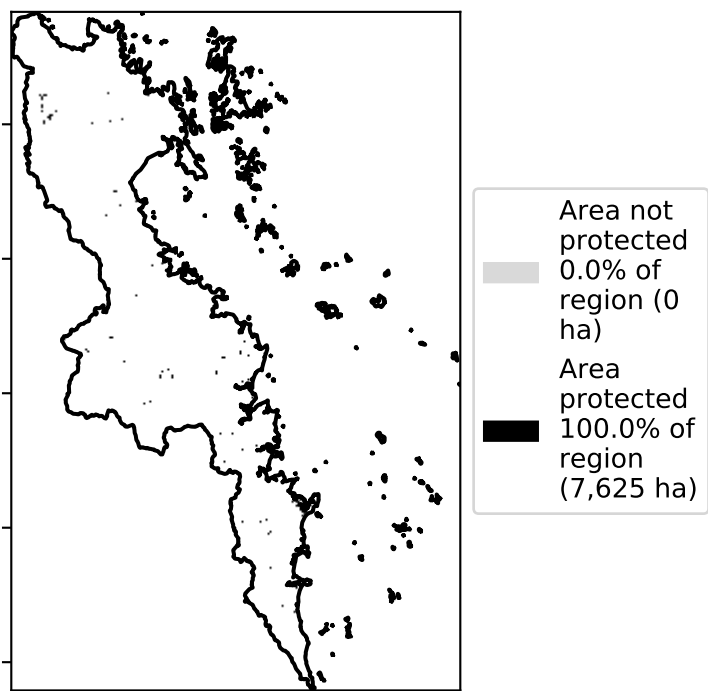 Area not
protected
0.0% of
region (0
ha)
Area
protected
100.0% of
region
(7,625 ha)